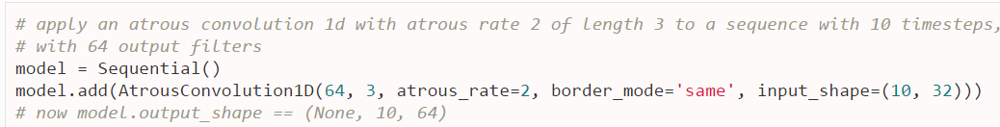 # apply an atrous convolution 1d with atrous rate 2 of length 3 to a sequence with 10 timesteps,
# with 64 output filters
model = Sequential()
model.add(AtrousConvolution1D(64, 3, atrous_rate=2, border_mode='same', input_shape=(10, 32)))
# now model.output_shape == (None, 10, 64)